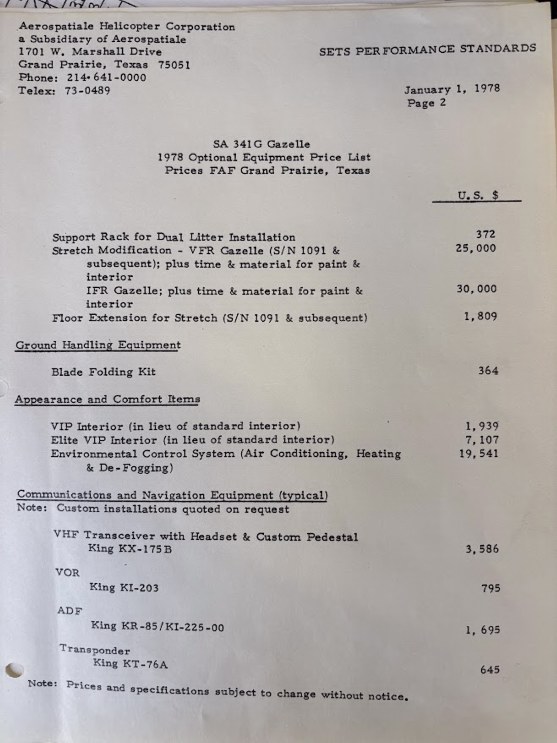 Aerospatiale Helicopter Corporation
a Subsidiary of Aerospatiale
1701 W. Marshall Drive
Grand Prairie, Texas 75051
Phone: 214-641-0000
Telex: 73-0489
SETS PERFORMANCE STANDARDS
January 1, 1978
Page 2
SA 341G Gazelle
1978 Optional Equipment Price List
Prices FAF Grand Prairie, Texas
U.S. $
Support Rack for Dual Litter Installation 372
Stretch Modification - VFR Gazelle (S/N 1091 & 25,000
subsequent); plus time & material for paint &
interior
IFR Gazelle; plus time & material for paint & 30,000
interior
Floor Extension for Stretch (S/N 1091 & subsequent) 1,809
Ground Handling Equipment
Blade Folding Kit 364
Appearance and Comfort Items
VIP Interior (in lieu of standard interior) 1,939
Elite VIP Interior (in lieu of standard interior) 7,107
Environmental Control System (Air Conditioning, Heating 19,541
& De-Fogging)
Communications and Navigation Equipment (typical)
Note: Custom installations quoted on request
VHF Transceiver with Headset & Custom Pedestal
King KX-175B 3,586
VOR
King KI-203 795
ADF
King KR-85/KI-225-00 1,695
Transponder
King KT-76A 645
Note: Prices and specifications subject to change without notice.